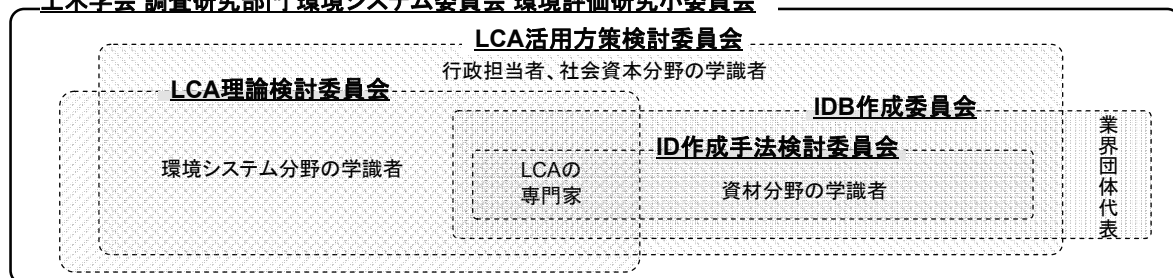 土木学会 調査研究部門 環境システム委員会 環境評価研究小委員会
LCA活用方策検討委員会
行政担当者、社会資本分野の学識者
LCA理論検討委員会
IDB作成委員会
ID作成手法検討委員会
環境システム分野の学識者
LCAの
専門家
資材分野の学識者
業界団体代表